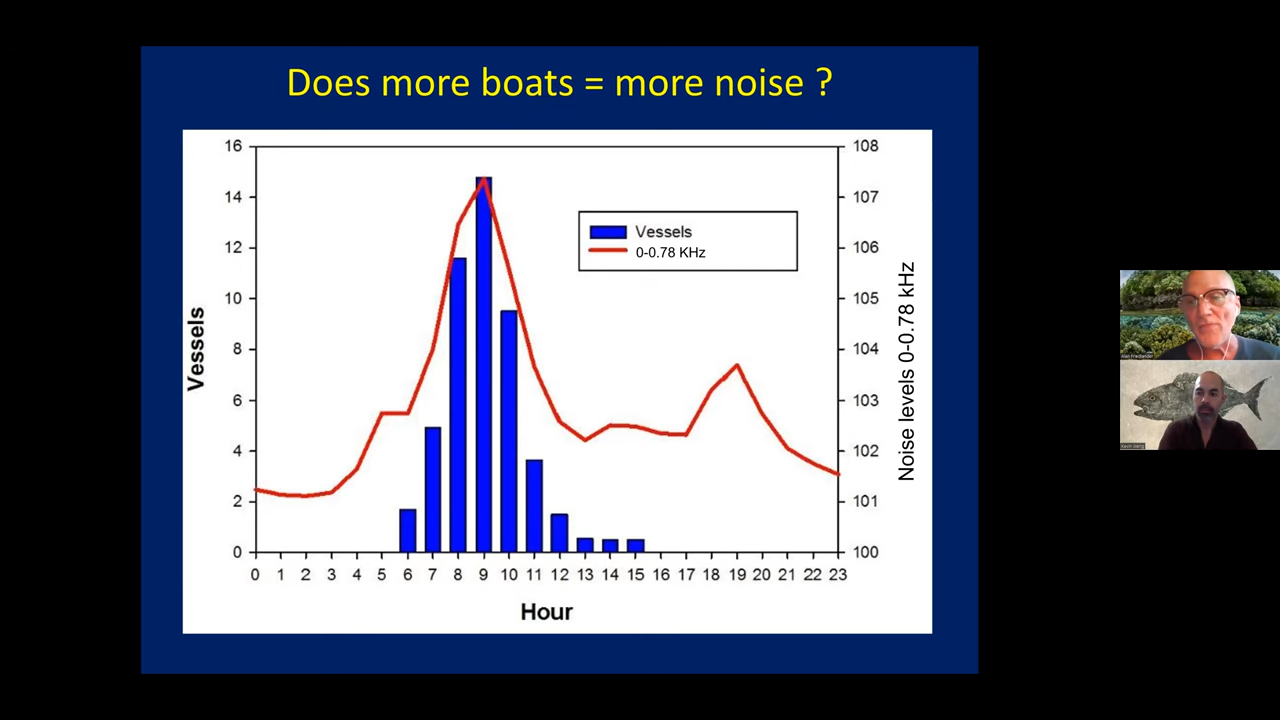 Does more boats = more noise ?
16
14
12
10
8
6
4
2
0
Vessels
Vessels
0-0.78 KHz
108
107
106
105
104
103
102
101
100
Noise levels 0-0.78 kHz
0 1 2 3 4 5 6 7 8 9 10 11 12 13 14 15 16 17 18 19 20 21 22 23
Hour
Alan Friedlander